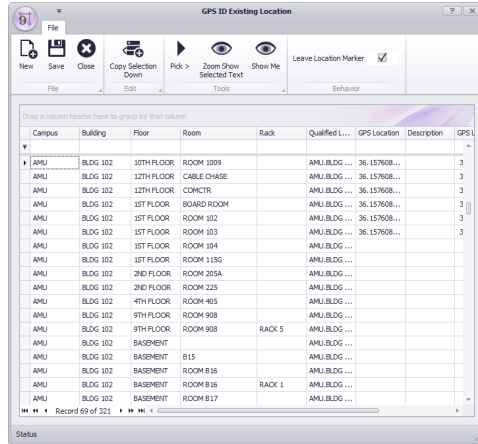 GPS ID Existing Location
File
New Save Close Copy Selection Down Pick > Zoom Show Selected Text Show Me Leave Location Marker
File Edit Tools Behavior
Drag a column header here to group by that column
Campus Building Floor Room Rack Qualified L... GPS Location Description GPS L
AMU BLDG 102 10TH FLOOR ROOM 1009 AMU.BLDG ... 36.157608... 3
AMU BLDG 102 12TH FLOOR CABLE CHASE AMU.BLDG ... 36.157608... 3
AMU BLDG 102 12TH FLOOR COMCTR AMU.BLDG ... 36.157608... 3
AMU BLDG 102 1ST FLOOR BOARD ROOM AMU.BLDG ... 36.157608... 3
AMU BLDG 102 1ST FLOOR ROOM 102 AMU.BLDG ... 36.157608... 3
AMU BLDG 102 1ST FLOOR ROOM 103 AMU.BLDG ... 36.157608... 3
AMU BLDG 102 1ST FLOOR ROOM 104 AMU.BLDG ...
AMU BLDG 102 1ST FLOOR ROOM 115G AMU.BLDG ...
AMU BLDG 102 2ND FLOOR ROOM 205A AMU.BLDG ...
AMU BLDG 102 2ND FLOOR ROOM 225 AMU.BLDG ...
AMU BLDG 102 4TH FLOOR ROOM 405 AMU.BLDG ...
AMU BLDG 102 9TH FLOOR ROOM 908 AMU.BLDG ...
AMU BLDG 102 9TH FLOOR ROOM 908 RACK 5 AMU.BLDG ...
AMU BLDG 102 BASEMENT AMU.BLDG ...
AMU BLDG 102 BASEMENT B15 AMU.BLDG ...
AMU BLDG 102 BASEMENT ROOM B16 AMU.BLDG ...
AMU BLDG 102 BASEMENT ROOM B16 RACK 1 AMU.BLDG ...
AMU BLDG 102 BASEMENT ROOM B17 AMU.BLDG ...
Record 69 of 321
Status